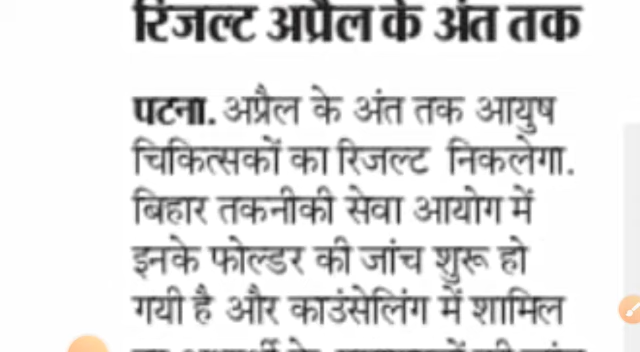 रिजल्ट अप्रैल के अंत तक
पटना. अप्रैल के अंत तक आयुष
चिकित्सकों का रिजल्ट निकलेगा.
बिहार तकनीकी सेवा आयोग में
इनके फोल्डर की जांच शुरू हो
गयी है और काउंसेलिंग में शामिल